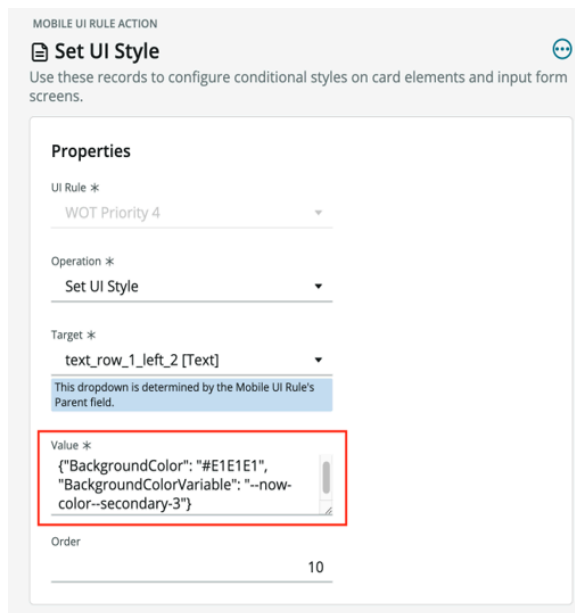 MOBILE UI RULE ACTION
Set UI Style
Use these records to configure conditional styles on card elements and input form
screens.
Properties
UI Rule *
WOT Priority 4
Operation *
Set UI Style
Target *
text_row_1_left_2 [Text]
This dropdown is determined by the Mobile UI Rule's
Parent field.
Value *
{"BackgroundColor": "#E1E1E1",
"BackgroundColorVariable": "--now-
color--secondary-3"}
Order
10